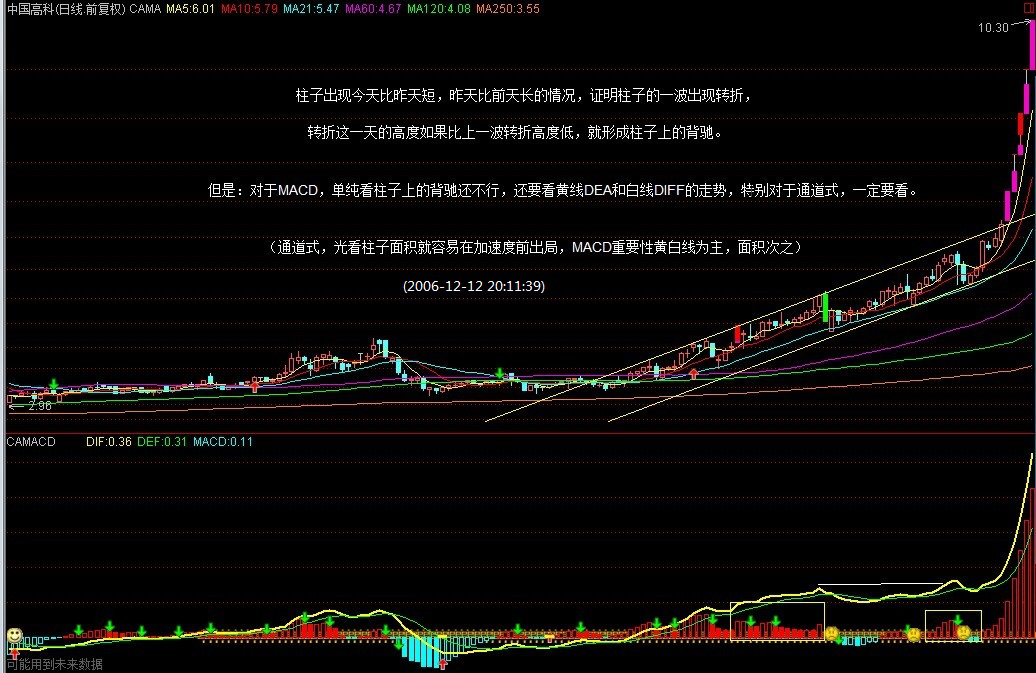 中国高科(日线.前复权) CAMA MA5:6.01 MA10:5.79 MA21:5.47 MA60:4.67 MA120:4.08 MA250:3.55
10.30
柱子出现今天比昨天短，昨天比前天长的情况，证明柱子的一波出现转折，
转折这一天的高度如果比上一波转折高度低，就形成柱子上的背驰。
但是：对于MACD，单纯看柱子上的背驰还不行，还要看黄线DEA和白线DIFF的走势，特别对于通道式，一定要看。
（通道式，光看柱子面积就容易在加速度前出局，MACD重要性黄白线为主，面积次之）
(2006-12-12 20:11:39)
2.98
CAMACD DIF:0.36 DEF:0.31 MACD:0.11
可能用到未来数据